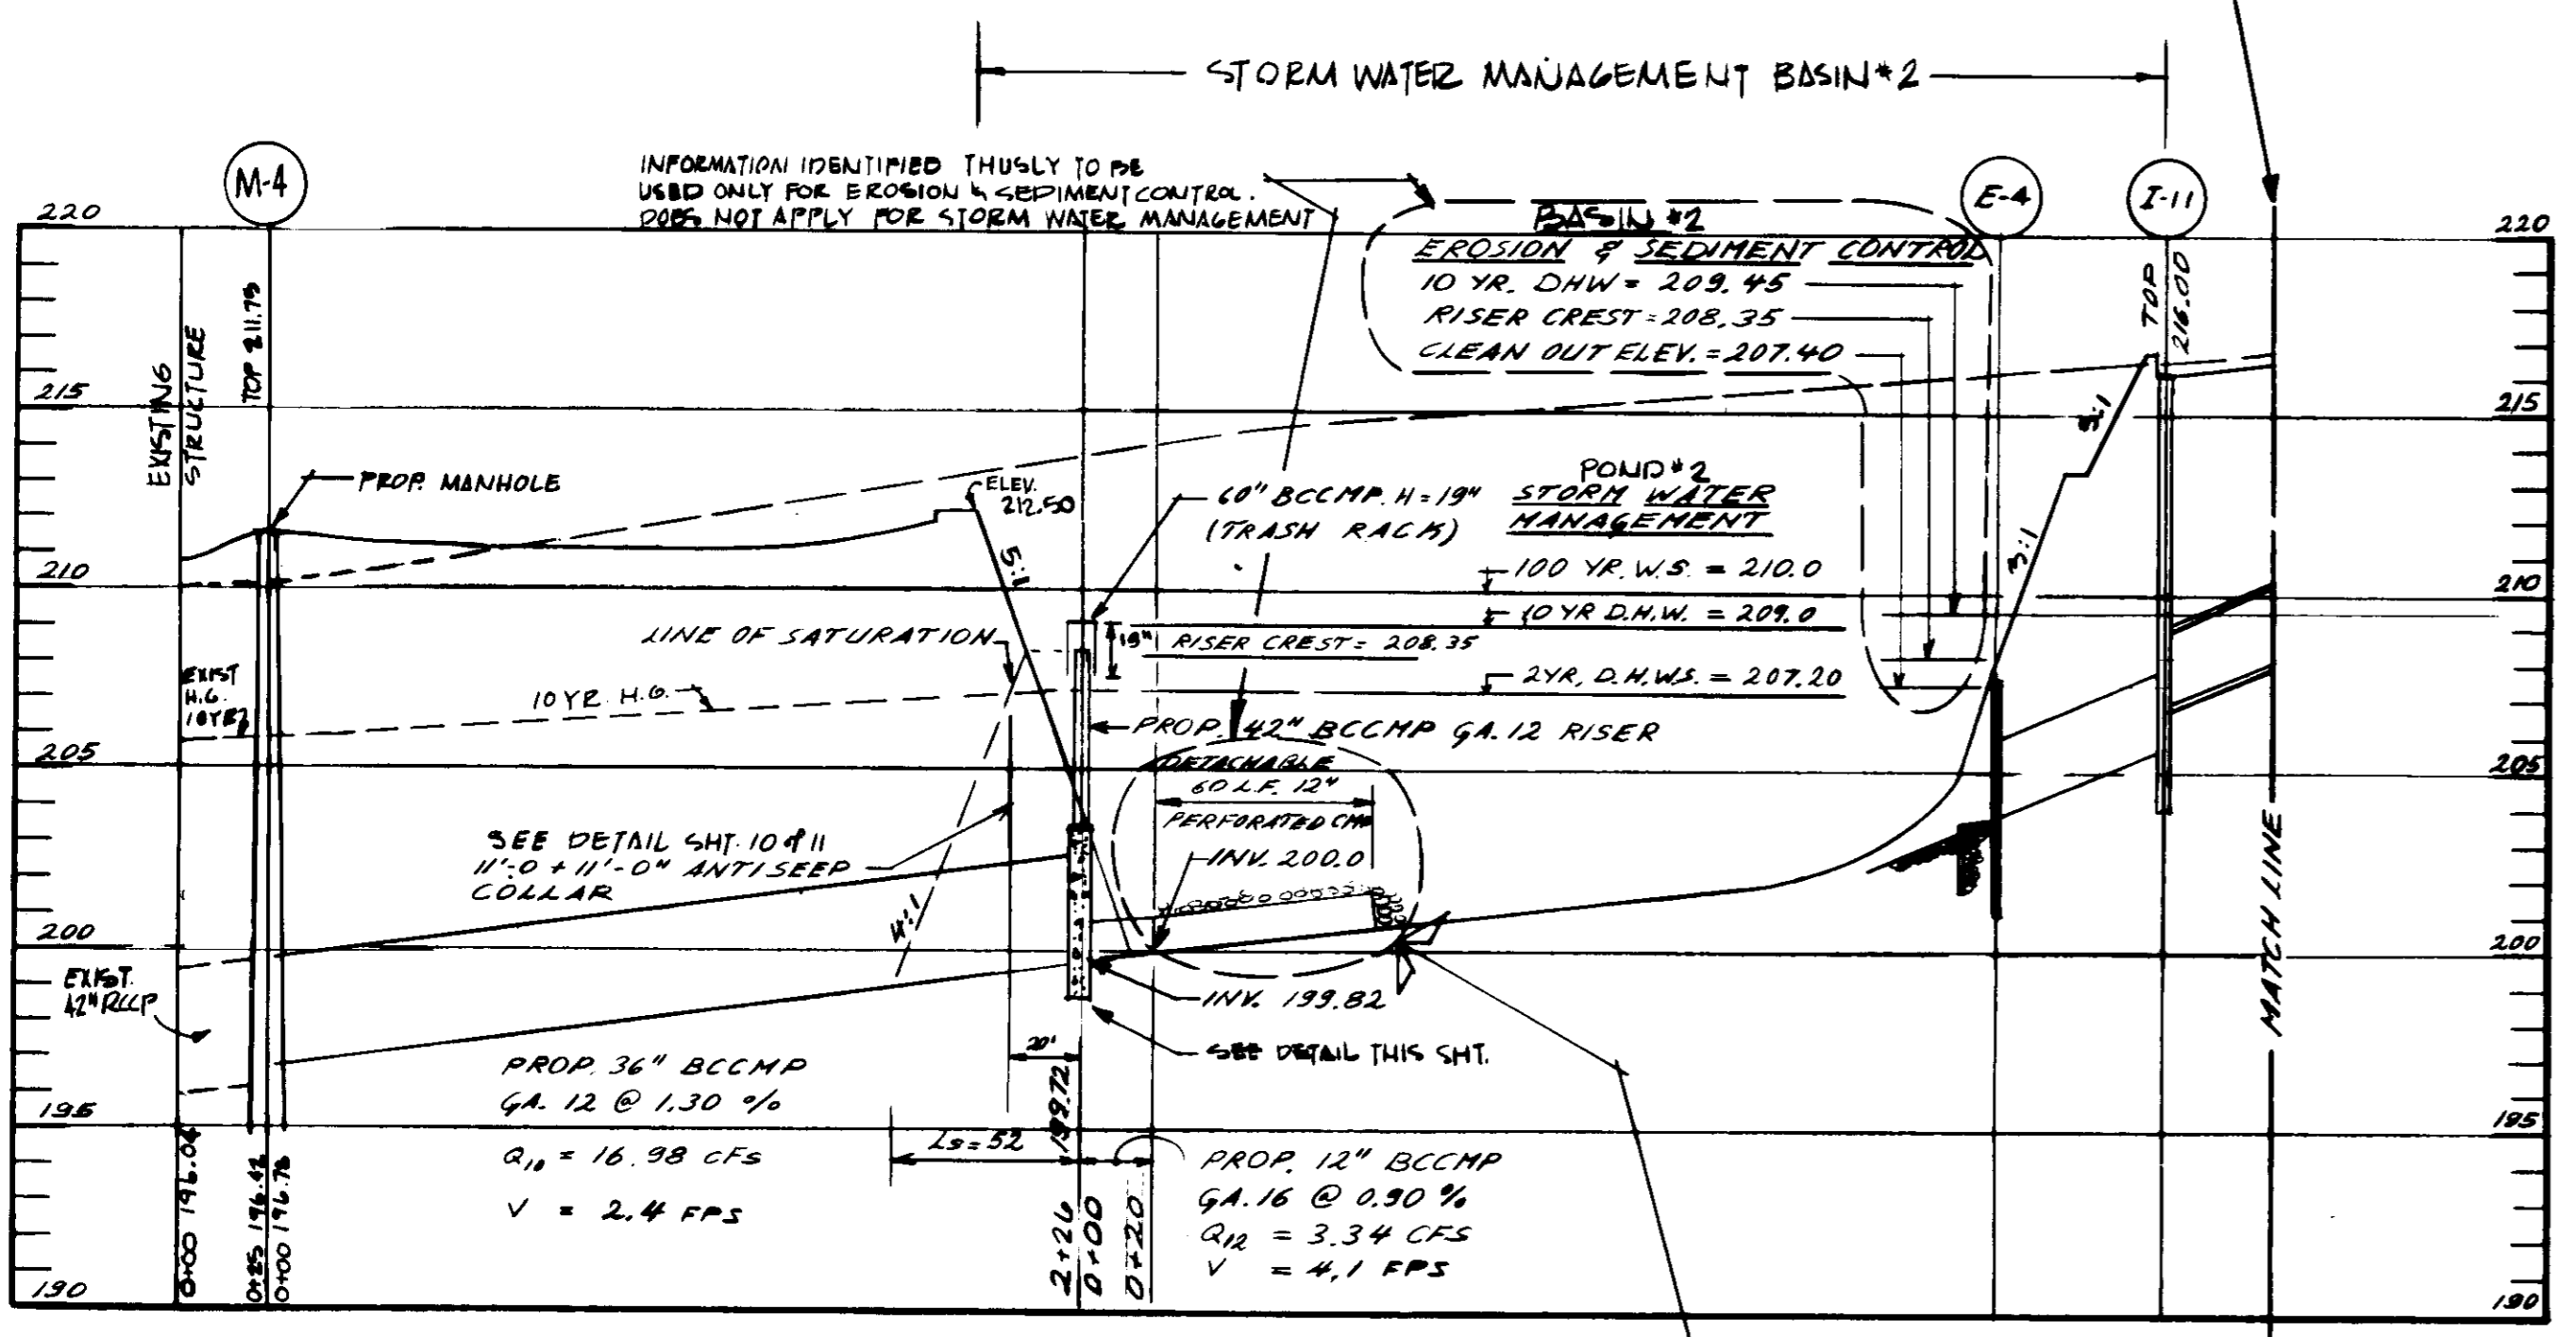 STORM WATER MANAGEMENT BASIN #2
M-4
INFORMATION IDENTIFIED THUSLY TO BE
USED ONLY FOR EROSION & SEDIMENT CONTROL.
DOES NOT APPLY FOR STORM WATER MANAGEMENT
E-4
I-11
220
220
BASIN #2
EROSION & SEDIMENT CONTROL
10 YR. DHW = 209.45
RISER CREST = 208.35
CLEAN OUT ELEV. = 207.40
TOP
216.00
EXISTING
STRUCTURE
TOP 211.75
215
215
3:1
PROP. MANHOLE
ELEV.
212.50
60" BCCMP. H = 19"
(TRASH RACK)
POND #2
STORM WATER
MANAGEMENT
5:1
3:1
100 YR. W.S. = 210.0
210
210
10 YR D.H.W. = 209.0
LINE OF SATURATION
19"
RISER CREST = 208.35
EXIST
H.G.
10 YR
10 YR. H.G.
2 YR. D.H.W.S. = 207.20
PROP. 42" BCCMP GA. 12 RISER
205
205
DETACHABLE
60 L.F. 12"
PERFORATED CMP
INV. 200.0
SEE DETAIL SHT. 10 of 11
11'-0 + 11'-0" ANTISEEP
COLLAR
4:1
200
200
EXIST.
42" RCCP
INV. 199.82
SEE DETAIL THIS SHT.
MATCH LINE
20'
PROP. 36" BCCMP
GA. 12 @ 1.30 %
Q10 = 16.98 CFS
V = 2.4 FPS
195
195
199.72
Ls = 52
PROP. 12" BCCMP
GA. 16 @ 0.90 %
Q12 = 3.34 CFS
V = 4.1 FPS
0+00 196.04
0+25 196.42
0+00 196.78
2+26
0+00
0+20
190
190